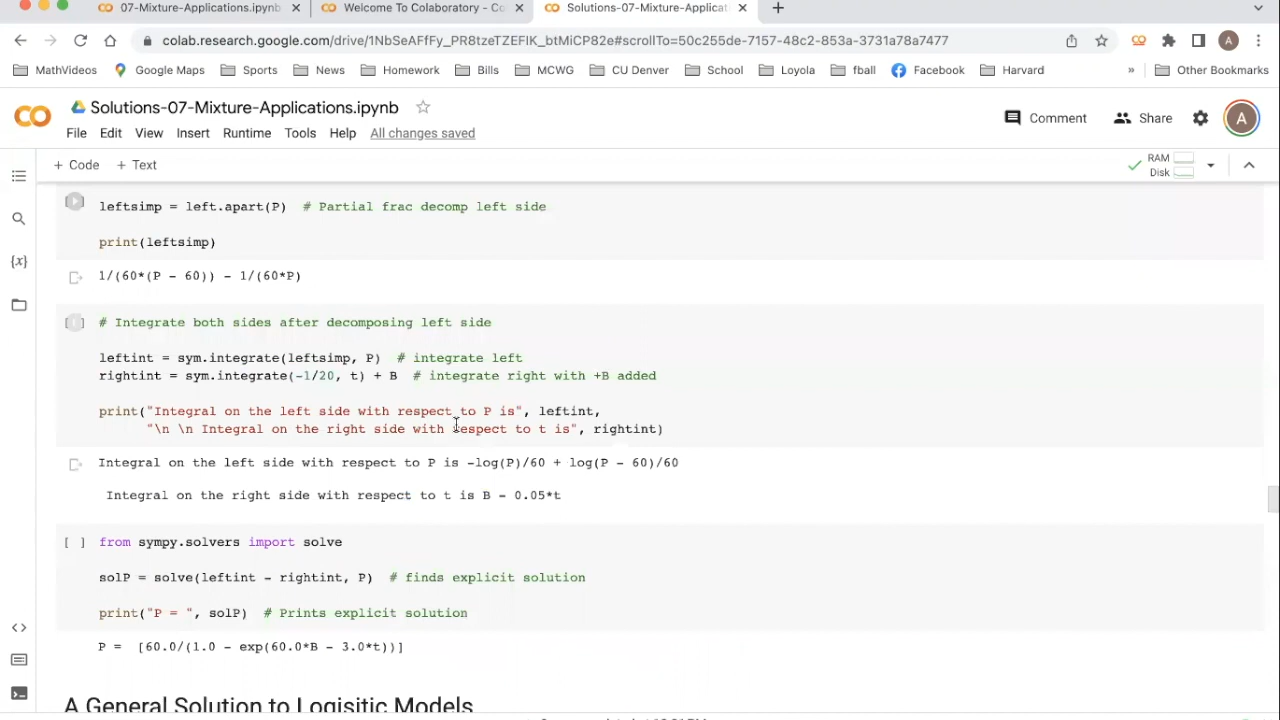 07-Mixture-Applications.ipynb
Welcome To Colaboratory - Co
Solutions-07-Mixture-Applicati
colab.research.google.com/drive/1NbSeAFfFy_PR8tzeTZEFIK_btMiCP82e#scrollTo=50c255de-7157-48c2-853a-3731a78a7477
A
MathVideos Google Maps Sports News Homework Bills MCWG CU Denver School Loyola fball Facebook Harvard » Other Bookmarks
Solutions-07-Mixture-Applications.ipynb
Comment Share A
File Edit View Insert Runtime Tools Help All changes saved
+ Code + Text
RAM
Disk
leftsimp = left.apart(P) # Partial frac decomp left side
print(leftsimp)
1/(60*(P - 60)) - 1/(60*P)
# Integrate both sides after decomposing left side
leftint = sym.integrate(leftsimp, P) # integrate left
rightint = sym.integrate(-1/20, t) + B # integrate right with +B added
print("Integral on the left side with respect to P is", leftint,
"\n \n Integral on the right side with respect to t is", rightint)
Integral on the left side with respect to P is -log(P)/60 + log(P - 60)/60
Integral on the right side with respect to t is B - 0.05*t
[ ] from sympy.solvers import solve
solP = solve(leftint - rightint, P) # finds explicit solution
print("P = ", solP) # Prints explicit solution
P = [60.0/(1.0 - exp(60.0*B - 3.0*t))]
A General Solution to Logisitic Models